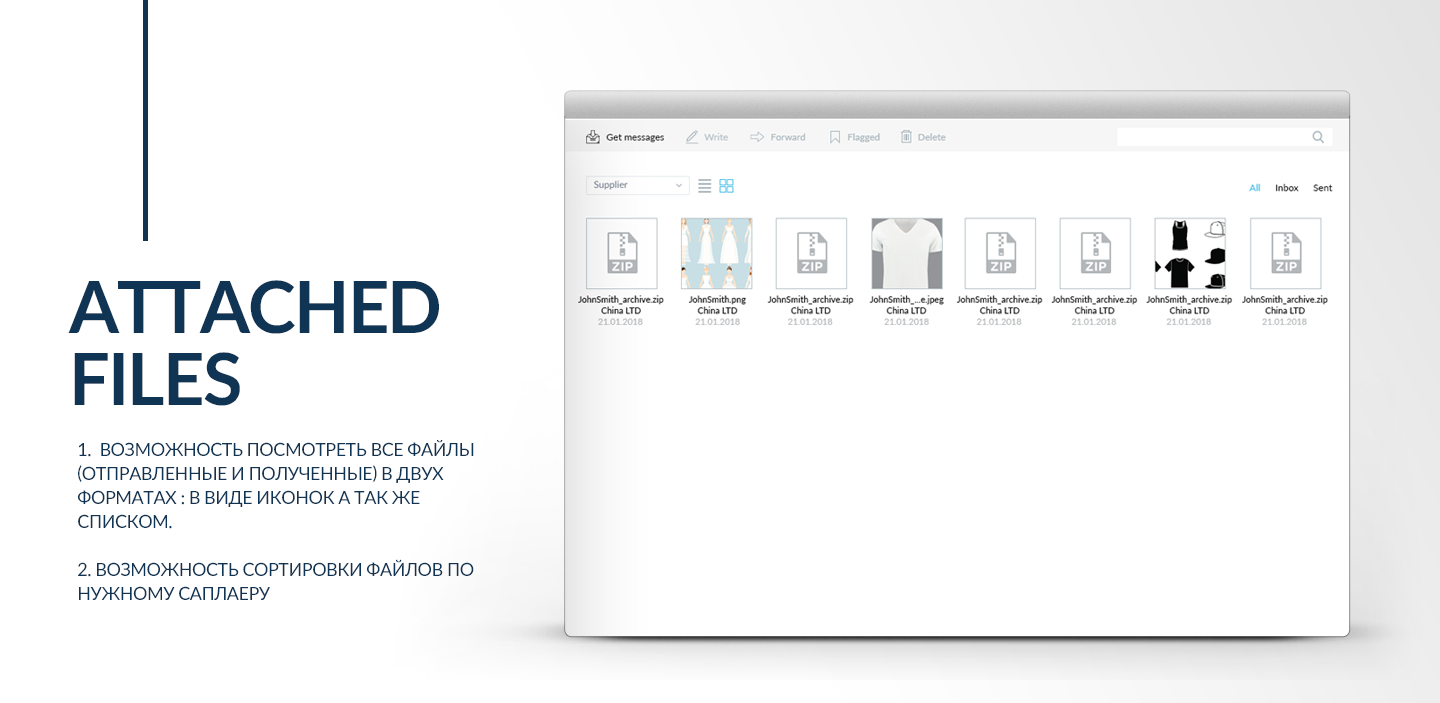 ATTACHED
FILES
1. ВОЗМОЖНОСТЬ ПОСМОТРЕТЬ ВСЕ ФАЙЛЫ
(ОТПРАВЛЕННЫЕ И ПОЛУЧЕННЫЕ) В ДВУХ
ФОРМАТАХ : В ВИДЕ ИКОНОК А ТАК ЖЕ
СПИСКОМ.
2. ВОЗМОЖНОСТЬ СОРТИРОВКИ ФАЙЛОВ ПО
НУЖНОМУ САПЛАЕРУ
Get messages Write Forward Flagged Delete
Supplier All Inbox Sent
ZIP ZIP ZIP ZIP ZIP
JohnSmith_archive.zip JohnSmith.png JohnSmith_archive.zip JohnSmith_...e.jpeg JohnSmith_archive.zip JohnSmith_archive.zip JohnSmith_archive.zip JohnSmith_archive.zip
China LTD China LTD China LTD China LTD China LTD China LTD China LTD China LTD
21.01.2018 21.01.2018 21.01.2018 21.01.2018 21.01.2018 21.01.2018 21.01.2018 21.01.2018